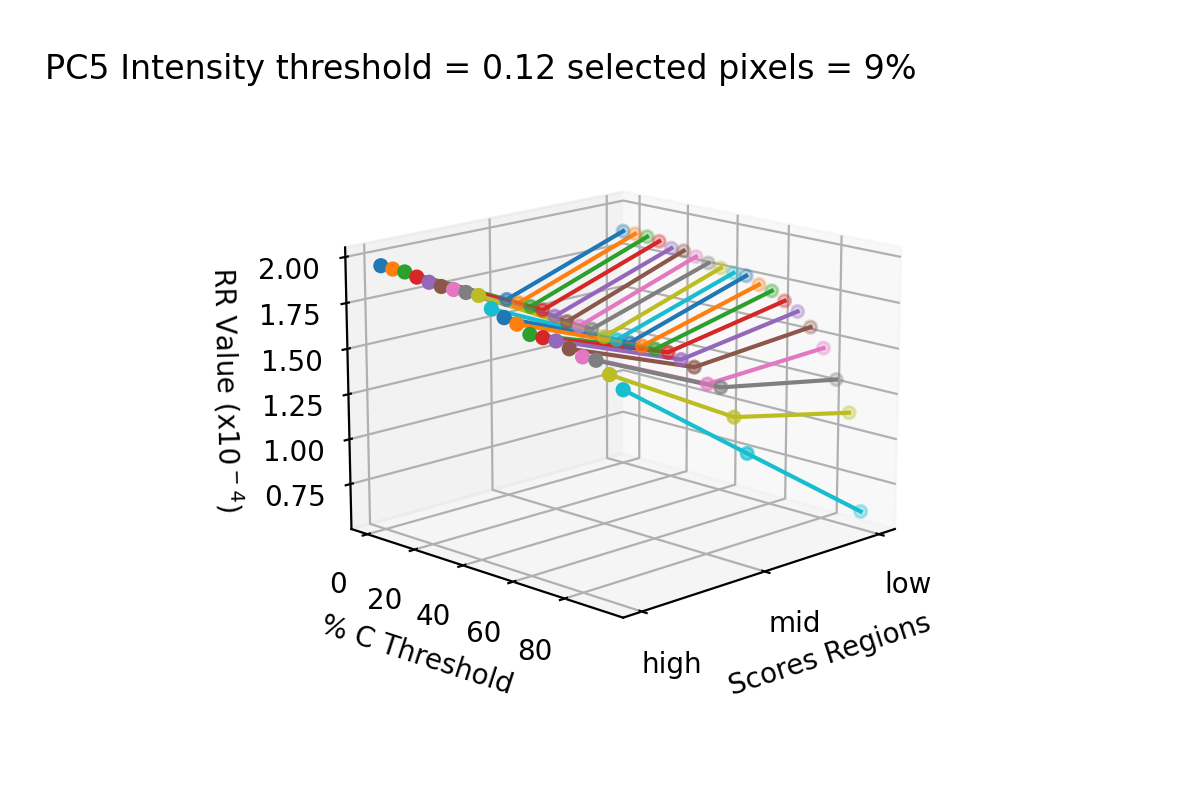 PC5 Intensity threshold = 0.12 selected pixels = 9%
RR Value (x10⁻⁴)
2.00
1.75
1.50
1.25
1.00
0.75
0
20
40
60
80
% C Threshold
high
mid
low
Scores Regions